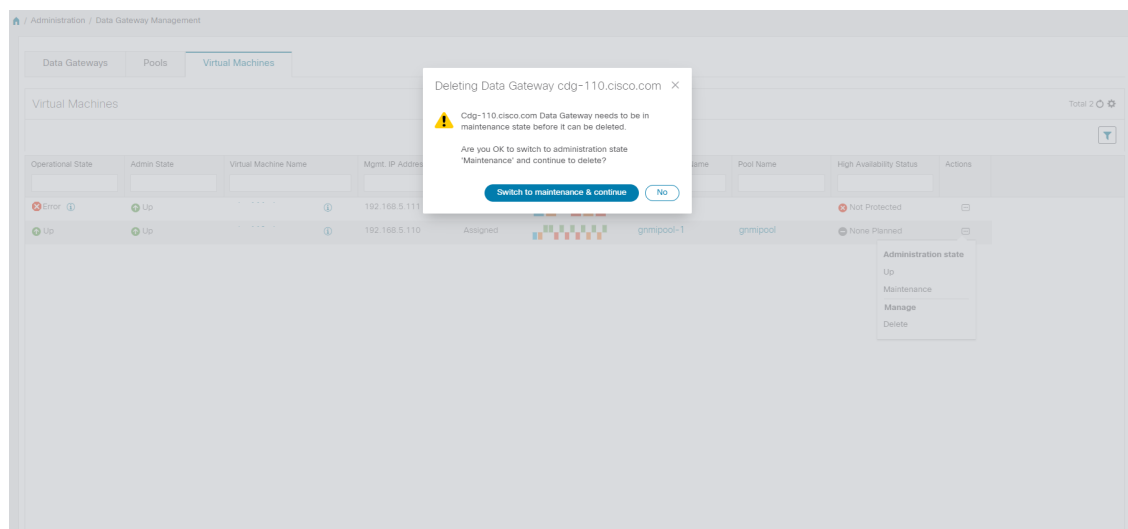 / Administration / Data Gateway Management
Data Gateways Pools Virtual Machines
Deleting Data Gateway cdg-110.cisco.com ×
Cdg-110.cisco.com Data Gateway needs to be in
maintenance state before it can be deleted.
Are you OK to switch to administration state
'Maintenance' and continue to delete?
Switch to maintenance & continue No
Virtual Machines Total 2
Operational State Admin State Virtual Machine Name Mgmt. IP Addres ame Pool Name High Availability Status Actions
Error Up 192.168.5.111 Not Protected
Up Up 192.168.5.110 Assigned gnmipool-1 gnmipool None Planned
Administration state
Up
Maintenance
Manage
Delete